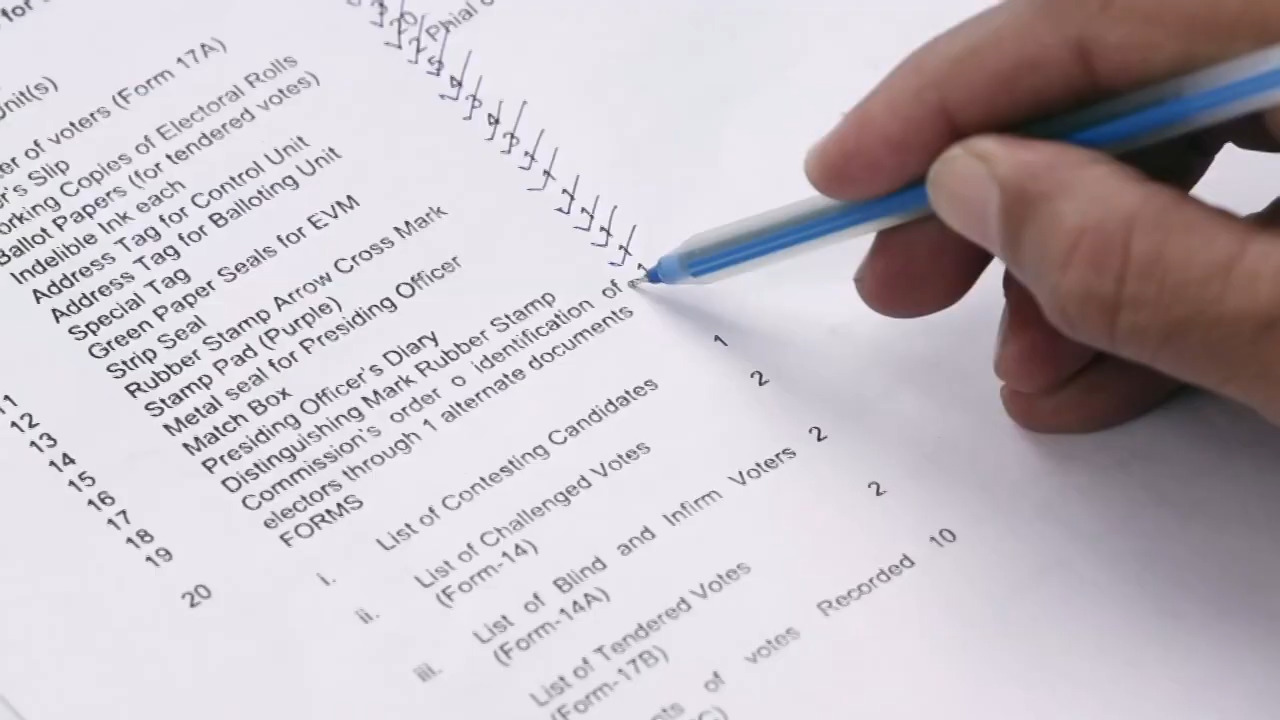 for
Phial
Unit(s)
of voters (Form 17A)
Slip
Working Copies of Electoral Rolls
Ballot Papers (for tendered votes)
Indelible Ink each
Address Tag for Control Unit
Address Tag for Balloting Unit
Special Tag
Green Paper Seals for EVM
11 Strip Seal
12 Rubber Stamp Arrow Cross Mark
13 Stamp Pad (Purple)
14 Metal seal for Presiding Officer
15 Match Box
16 Presiding Officer's Diary
17 Distinguishing Mark Rubber Stamp
18 Commission's order o identification of
19 electors through 1 alternate documents
20 FORMS
i. List of Contesting Candidates 1
ii. List of Challenged Votes 2
(Form-14)
iii. List of Blind and Infirm Voters 2
(Form-14A)
List of Tendered Votes 2
(Form-17B)
of votes Recorded 10